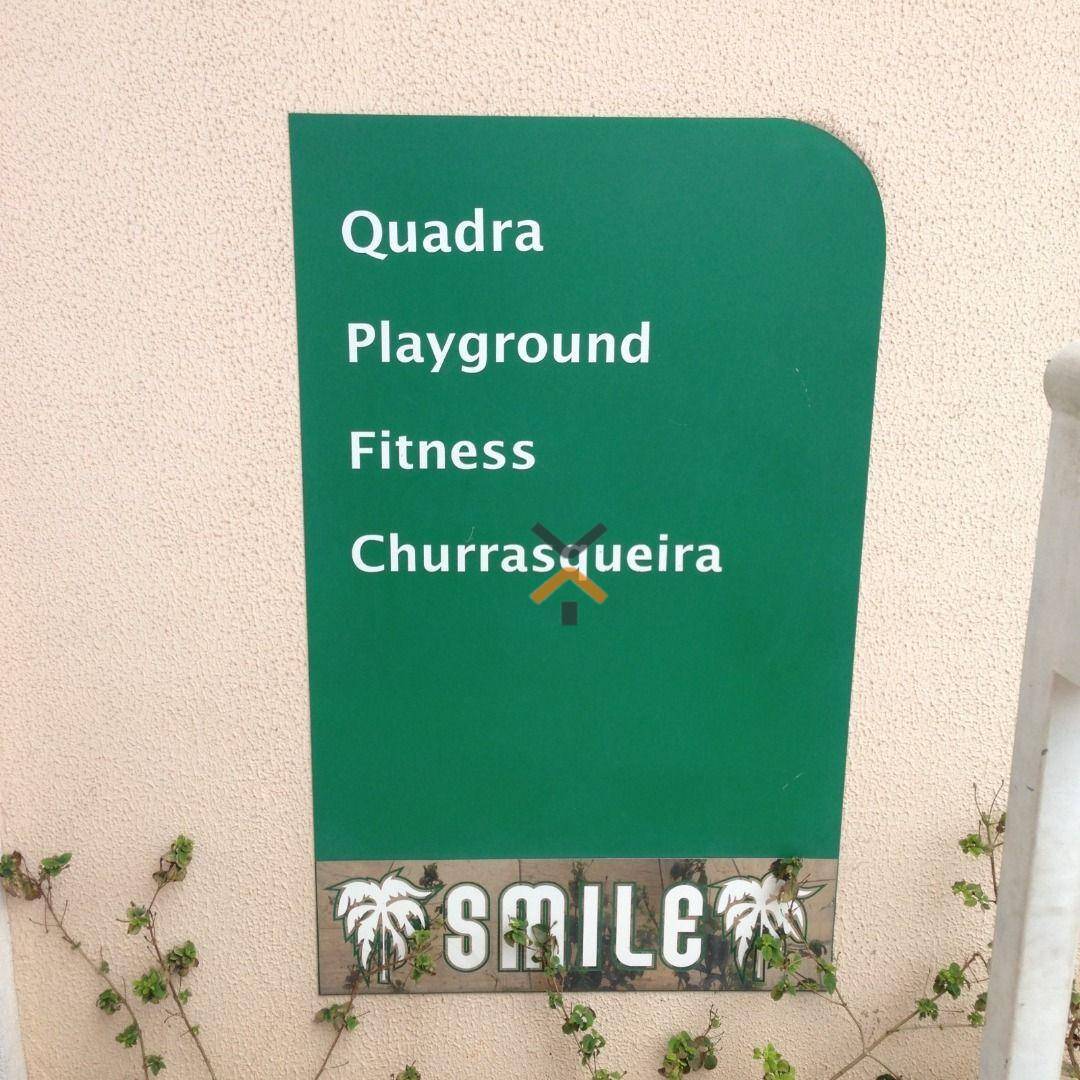 Quadra
Playground
Fitness
Churrasqueira
SMILE